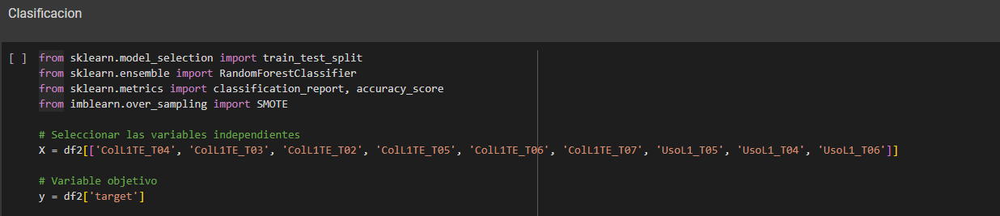 Clasificacion
[ ] from sklearn.model_selection import train_test_split
from sklearn.ensemble import RandomForestClassifier
from sklearn.metrics import classification_report, accuracy_score
from imblearn.over_sampling import SMOTE
# Seleccionar las variables independientes
X = df2[['ColL1TE_T04', 'ColL1TE_T03', 'ColL1TE_T02', 'ColL1TE_T05', 'ColL1TE_T06', 'ColL1TE_T07', 'UsoL1_T05', 'UsoL1_T04', 'UsoL1_T06']]
# Variable objetivo
y = df2['target']